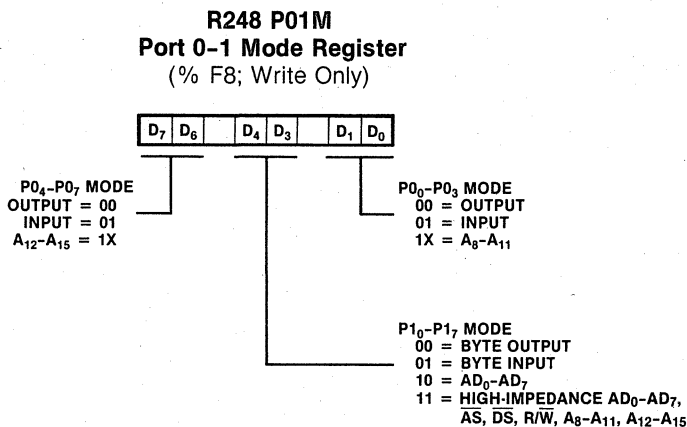 R248 P01M
Port 0-1 Mode Register
(% F8; Write Only)
D7 D6 D4 D3 D1 D0
P04-P07 MODE
OUTPUT = 00
INPUT = 01
A12-A15 = 1X
P00-P03 MODE
00 = OUTPUT
01 = INPUT
1X = A8-A11
P10-P17 MODE
00 = BYTE OUTPUT
01 = BYTE INPUT
10 = AD0-AD7
11 = HIGH-IMPEDANCE AD0-AD7,
A̅S̅, D̅S̅, R/W̅, A8-A11, A12-A15